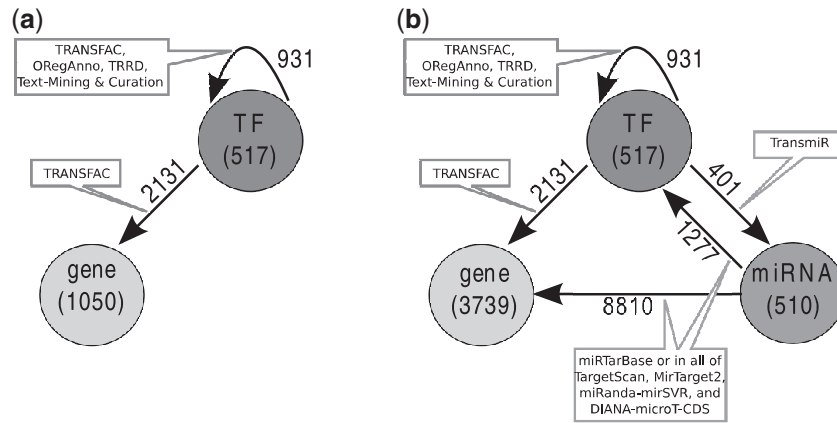 (a)
TRANSFAC,
ORegAnno, TRRD,
Text-Mining & Curation
931
TF
(517)
TRANSFAC
2131
gene
(1050)
(b)
TRANSFAC,
ORegAnno, TRRD,
Text-Mining & Curation
931
TF
(517)
TransmiR
TRANSFAC
2131
401
1277
gene
(3739)
miRNA
(510)
8810
miRTarBase or in all of
TargetScan, MirTarget2,
miRanda-mirSVR, and
DIANA-microT-CDS